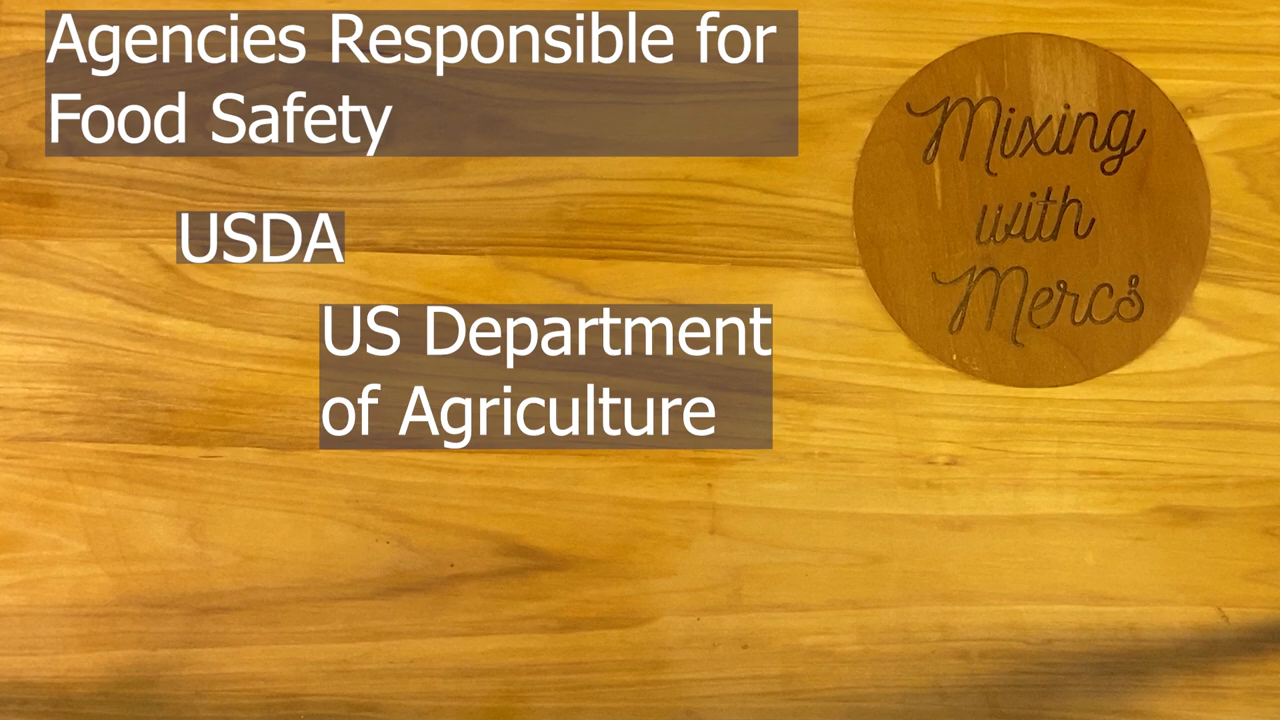 Agencies Responsible for
Food Safety
USDA
US Department
of Agriculture
Mixing
with
Mercs